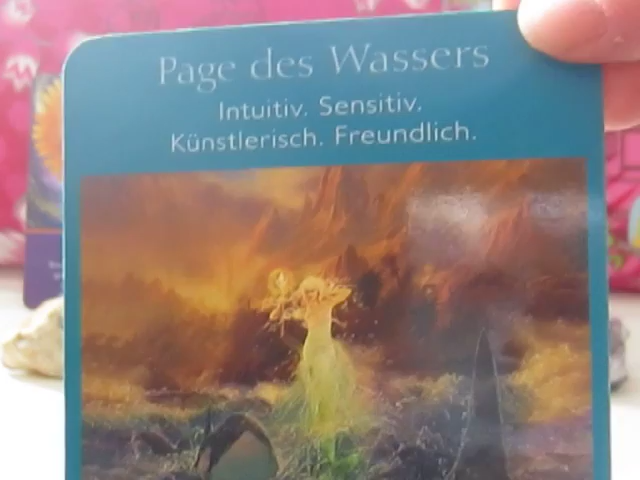 Page des Wassers
Intuitiv. Sensitiv.
Künstlerisch. Freundlich.